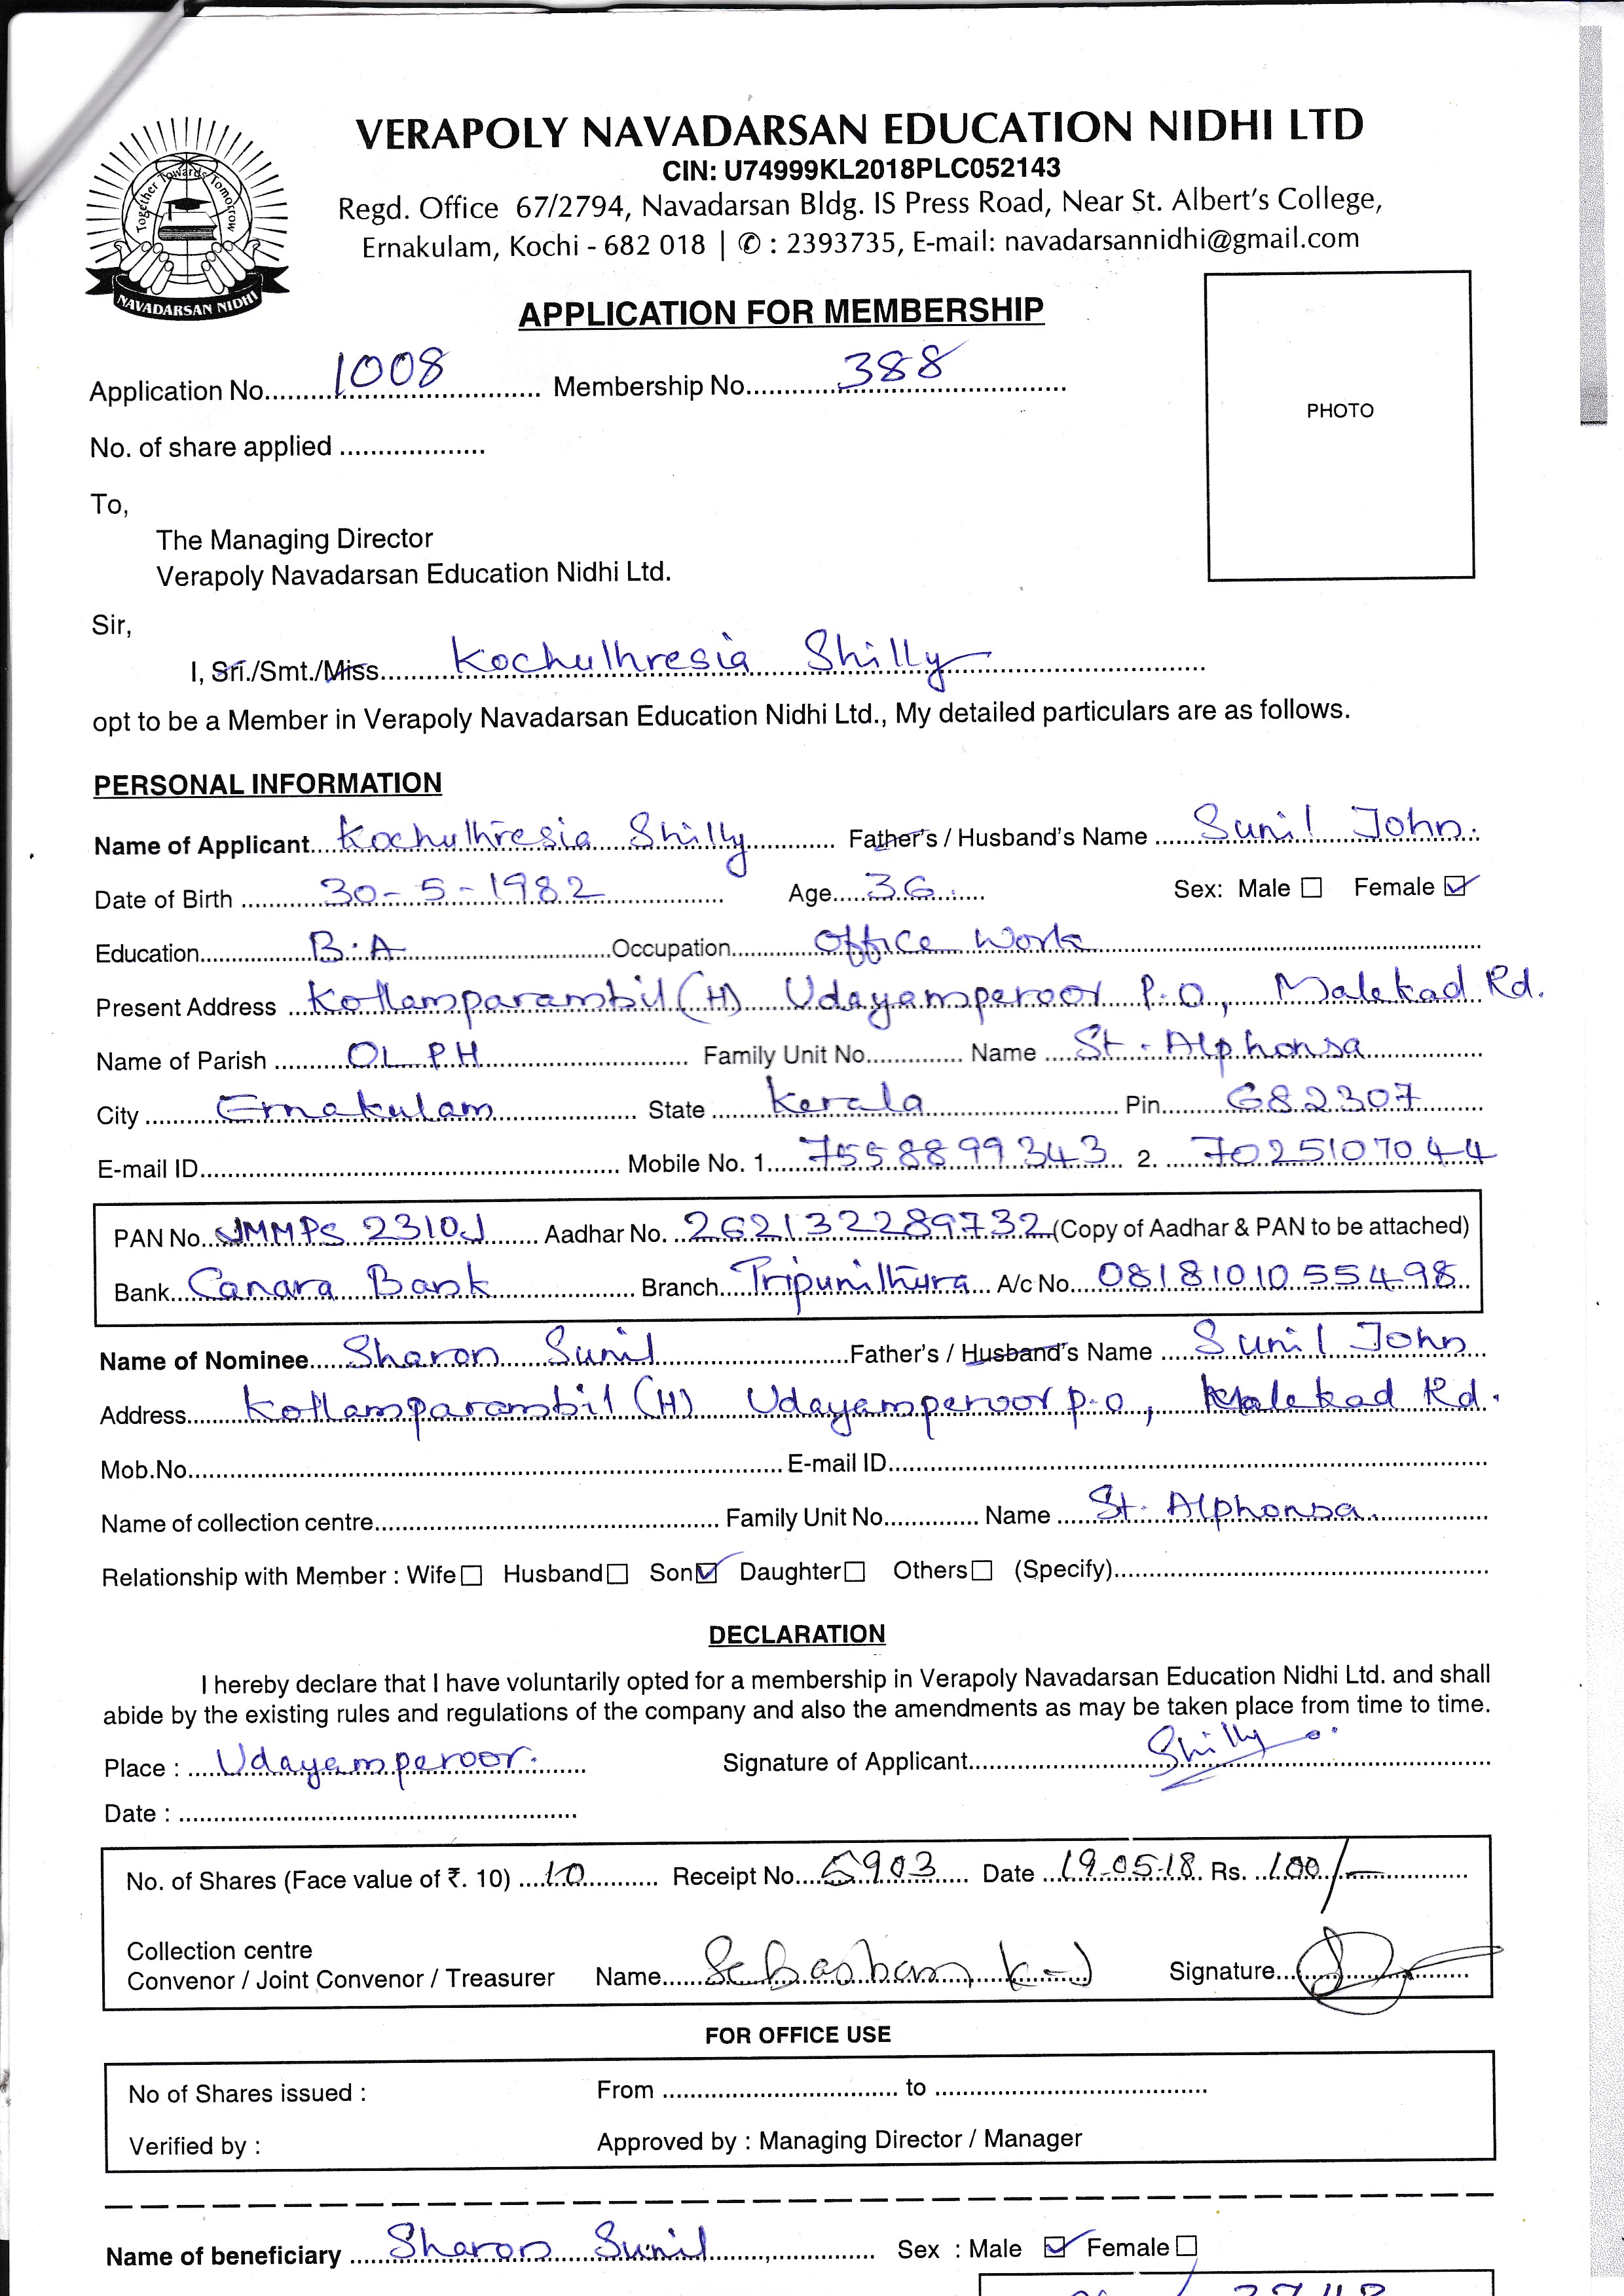 VERAPOLY NAVADARSAN EDUCATION NIDHI LTD
CIN: U74999KL2018PLC052143
Regd. Office 67/2794, Navadarsan Bldg. IS Press Road, Near St. Albert's College,
Ernakulam, Kochi - 682 018 | ✆ : 2393735, E-mail: navadarsannidhi@gmail.com
Together Towards Tomorrow
NAVADARSAN NIDHI
APPLICATION FOR MEMBERSHIP
Application No. 1008 Membership No. 388
PHOTO
No. of share applied
To,
The Managing Director
Verapoly Navadarsan Education Nidhi Ltd.
Sir,
I, Sri./Smt./Miss. Kochuthresia Shilly
opt to be a Member in Verapoly Navadarsan Education Nidhi Ltd., My detailed particulars are as follows.
PERSONAL INFORMATION
Name of Applicant Kochuthresia Shilly Father's / Husband's Name Sunil John
Date of Birth 30-5-1982 Age 36 Sex: Male ☐ Female ☑
Education B.A Occupation Office Work
Present Address Kollamparambil (H) Udayamperoor P.O, Malekad Rd.
Name of Parish OLPH Family Unit No. Name St. Alphonsa
City Ernakulam State Kerala Pin 682307
E-mail ID Mobile No. 1. 7558899343 2. 7025107044
PAN No. JMMPS 2310J Aadhar No. 262132289732 (Copy of Aadhar & PAN to be attached)
Bank Canara Bank Branch Tripunithura A/c No. 0818101055498
Name of Nominee Sharon Sunil Father's / Husband's Name Sunil John
Address Kollamparambil (H) Udayamperoor p.o, Malekad Rd.
Mob.No. E-mail ID
Name of collection centre Family Unit No. Name St. Alphonsa
Relationship with Member : Wife ☐ Husband ☐ Son ☑ Daughter ☐ Others ☐ (Specify)
DECLARATION
I hereby declare that I have voluntarily opted for a membership in Verapoly Navadarsan Education Nidhi Ltd. and shall
abide by the existing rules and regulations of the company and also the amendments as may be taken place from time to time.
Place : Udayamperoor. Signature of Applicant Shilly
Date :
No. of Shares (Face value of ₹. 10) 10 Receipt No. 5903 Date 19-05-18 Rs. 100/-
Collection centre
Convenor / Joint Convenor / Treasurer Name Sebastian K-J Signature
FOR OFFICE USE
No of Shares issued : From to
Verified by : Approved by : Managing Director / Manager
Name of beneficiary Sharon Sunil Sex : Male ☑ Female ☐